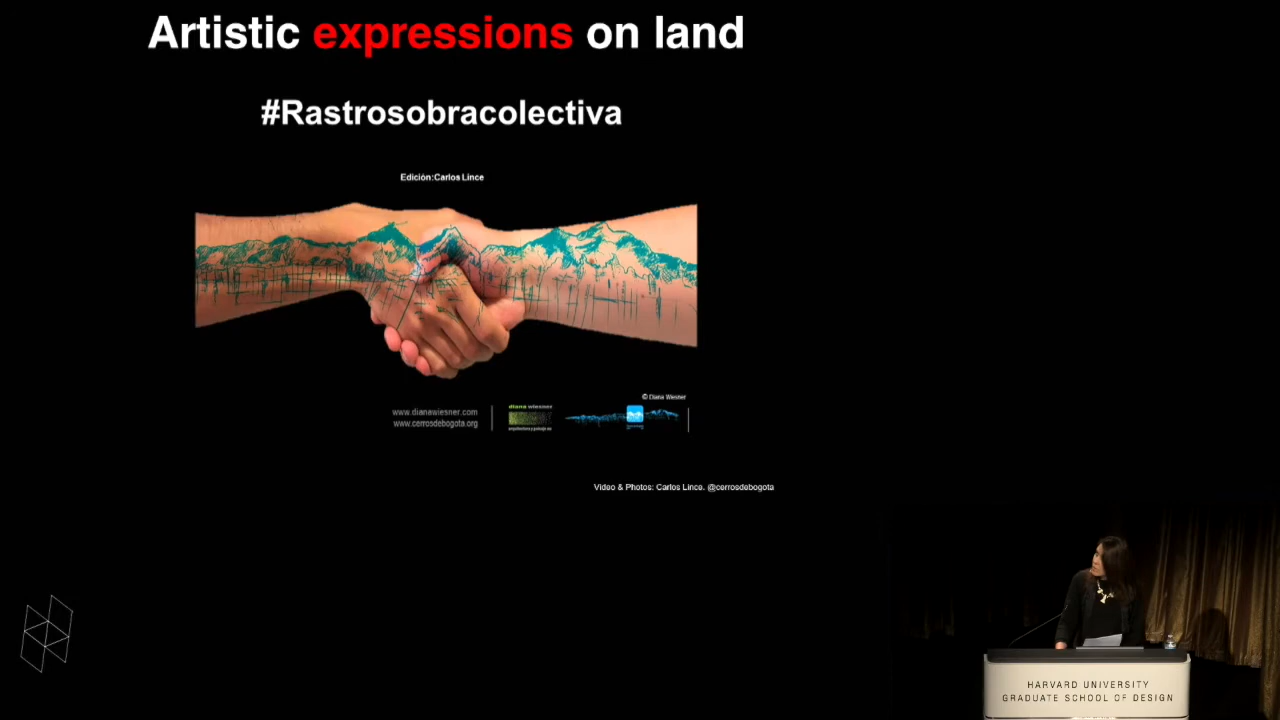 Artistic expressions on land
#Rastrosobracolectiva
Edición:Carlos Lince
© Diana Wiesner
www.dianawiesner.com
www.cerrosdebogota.org
diana wiesner
Video & Photos: Carlos Lince. @cerrosdebogota
HARVARD UNIVERSITY
GRADUATE SCHOOL OF DESIGN